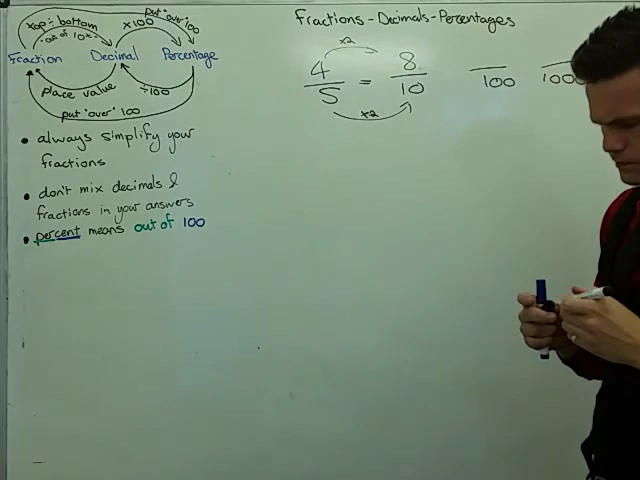 put "over" 100
top ÷ bottom
"out of 10x"
x100
Fraction Decimal Percentage
place value
÷100
put "over" 100
• always simplify your
fractions
• don't mix decimals &
fractions in your answers
• percent means out of 100
Fractions - Decimals - Percentages
x2
4 8
5 = 10 100 100
x2